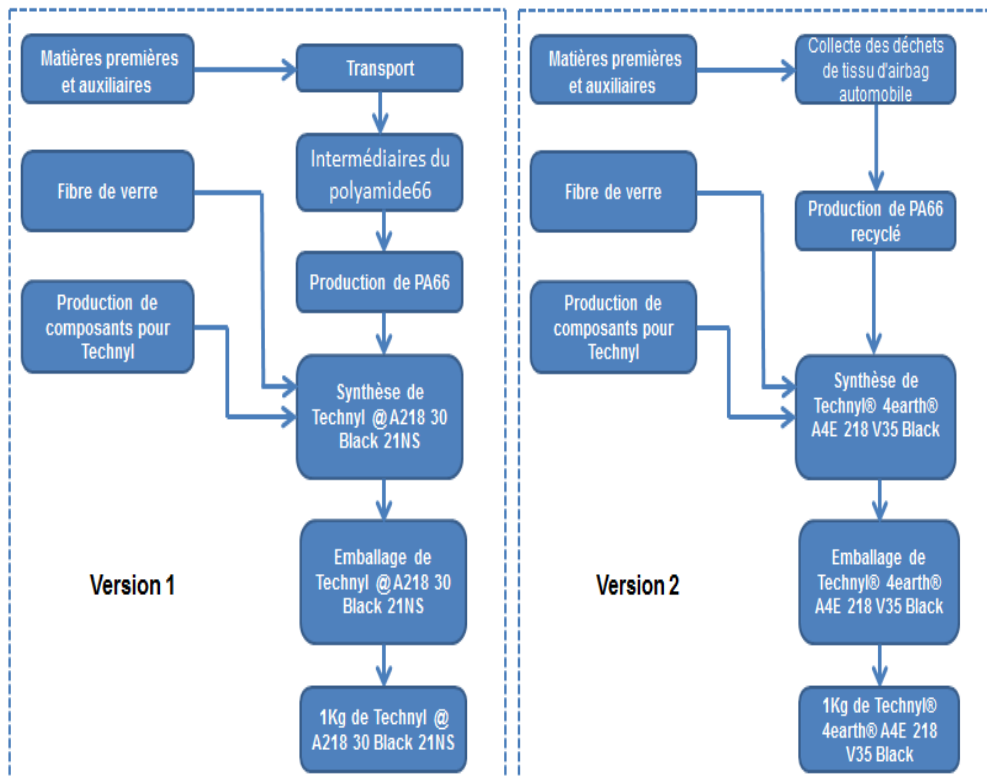 Matières premières
et auxiliaires
Transport
Intermédiaires du
polyamide66
Fibre de verre
Production de PA66
Production de
composants pour
Technyl
Synthèse de
Technyl @ A218 30
Black 21NS
Emballage de
Technyl @ A218 30
Black 21NS
Version 1
1Kg de Technyl @
A218 30 Black 21NS
Matières premières
et auxiliaires
Collecte des déchets
de tissu d'airbag
automobile
Fibre de verre
Production de PA66
recyclé
Production de
composants pour
Technyl
Synthèse de
Technyl® 4earth®
A4E 218 V35 Black
Emballage de
Technyl® 4earth®
A4E 218 V35 Black
Version 2
1Kg de Technyl®
4earth® A4E 218
V35 Black